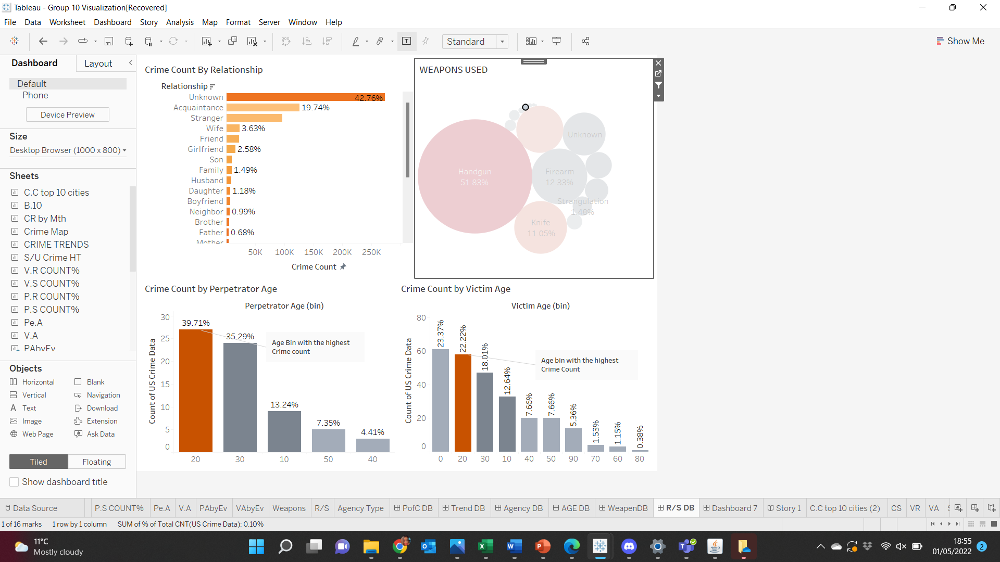 Tableau - Group 10 Visualization[Recovered]
File Data Worksheet Dashboard Story Analysis Map Format Server Window Help
Standard
Show Me
Dashboard
Layout
Default
Phone
Device Preview
Size
Desktop Browser (1000 x 800)
Sheets
C.C top 10 cities
B.10
CR by Mth
Crime Map
CRIME TRENDS
S/U Crime HT
V.R COUNT%
V.S COUNT%
P.R COUNT%
P.S COUNT%
Pe.A
V.A
PAbyEv
Objects
Horizontal Blank
Vertical Navigation
Text Download
Image Extension
Web Page Ask Data
Tiled Floating
Show dashboard title
Crime Count By Relationship
Relationship
Unknown 42.76%
Acquaintance 19.74%
Stranger
Wife 3.63%
Friend
Girlfriend 2.58%
Son
Family 1.49%
Husband
Daughter 1.18%
Boyfriend
Neighbor 0.99%
Brother
Father 0.68%
Mother
50K 100K 150K 200K 250K
Crime Count
WEAPONS USED
Unknown
Handgun
51.83%
Firearm
12.33%
Strangulation
1.48%
Knife
11.05%
Crime Count by Perpetrator Age
Perpetrator Age (bin)
Count of US Crime Data
30
25
20
15
10
5
0
39.71%
35.29%
13.24%
7.35%
4.41%
Age Bin with the highest
Crime count
20 30 10 50 40
Crime Count by Victim Age
Victim Age (bin)
Count of US Crime Data
80
60
40
20
0
23.37%
22.22%
18.01%
12.64%
7.66%
7.66%
5.36%
1.53%
1.15%
0.38%
Age bin with the highest
Crime Count
0 20 30 10 40 50 90 70 60 80
Data Source P.S COUNT% Pe.A V.A PAbyEv VAbyEv Weapons R/S Agency Type PofC DB Trend DB Agency DB AGE DB WeapenDB R/S DB Dashboard 7 Story 1 C.C top 10 cities (2) CS VR VA
1 of 16 marks 1 row by 1 column SUM of % of Total CNT(US Crime Data): 0.10%
11°C
Mostly cloudy
18:55
01/05/2022
2